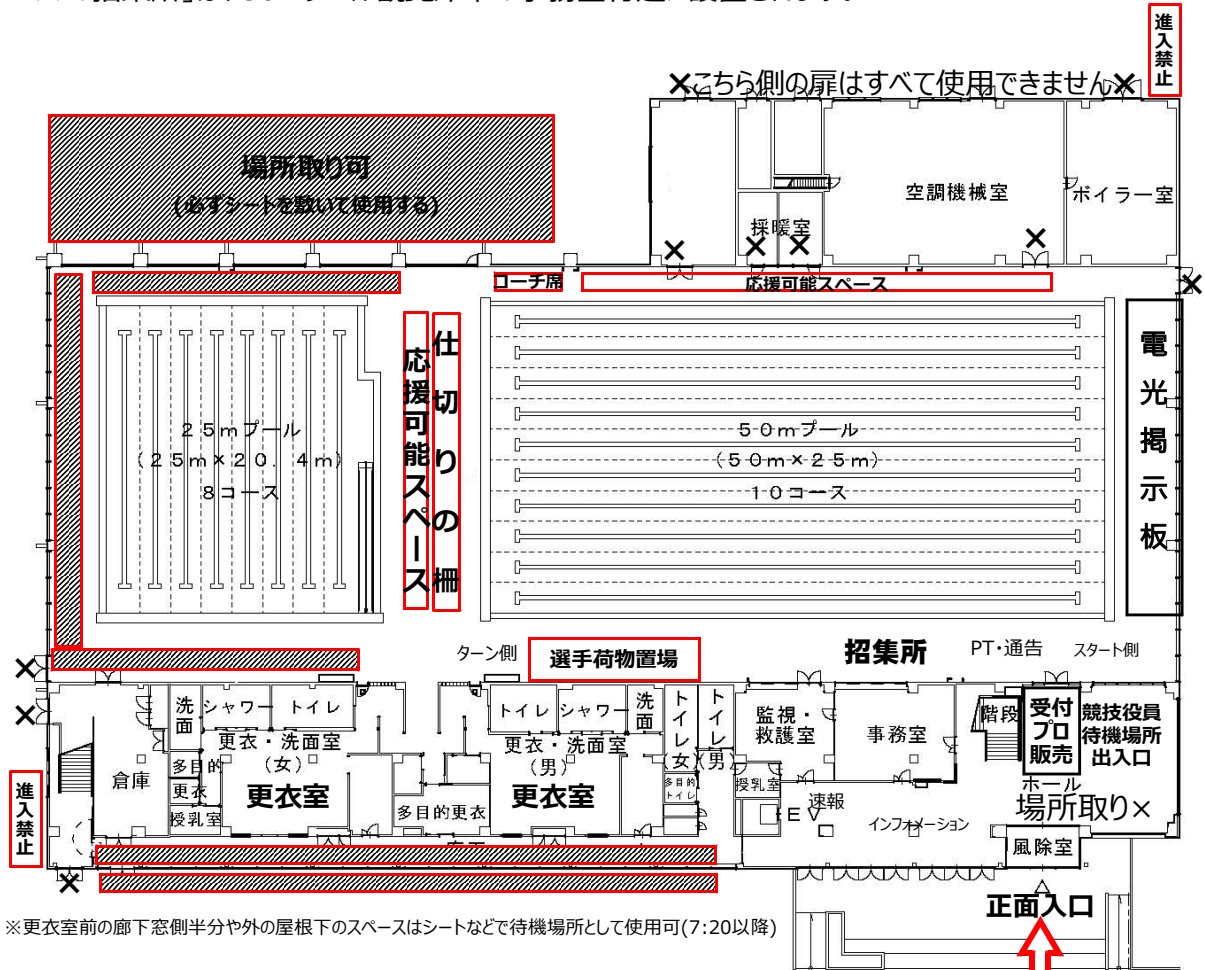 進入禁止
×こちら側の扉はすべて使用できません×
場所取り可
(必ずシートを敷いて使用する)
空調機械室
ボイラー室
採暖室
コーチ席
応援可能スペース
仕切りの柵
応援可能スペース
電光掲示板
25mプール
(25m×20.4m)
8コース
50mプール
(50m×25m)
10コース
ターン側
選手荷物置場
招集所
PT・通告
スタート側
洗面
シャワー
トイレ
更衣・洗面室
(女)
多目的
更衣
授乳室
倉庫
更衣室
多目的更衣
トイレ
シャワー
洗面
更衣・洗面室
(男)
更衣室
トイレ(女)
トイレ(男)
多目的
トイレ
監視・
救護室
事務室
授乳室
EV
速報
インフォメーション
階段
受付
プロ
販売
競技役員
待機場所
出入口
ホール
場所取り×
風除室
正面入口
進入禁止
※更衣室前の廊下窓側半分や外の屋根下のスペースはシートなどで待機場所として使用可(7:20以降)